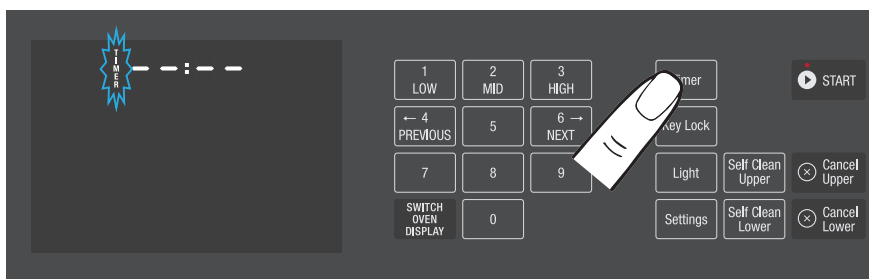 TIMER
--:--
1
LOW
2
MID
3
HIGH
← 4
PREVIOUS
5
6 →
NEXT
7
8
9
SWITCH
OVEN
DISPLAY
0
Key Lock
Light
Settings
Self Clean
Upper
Self Clean
Lower
START
Cancel
Upper
Cancel
Lower